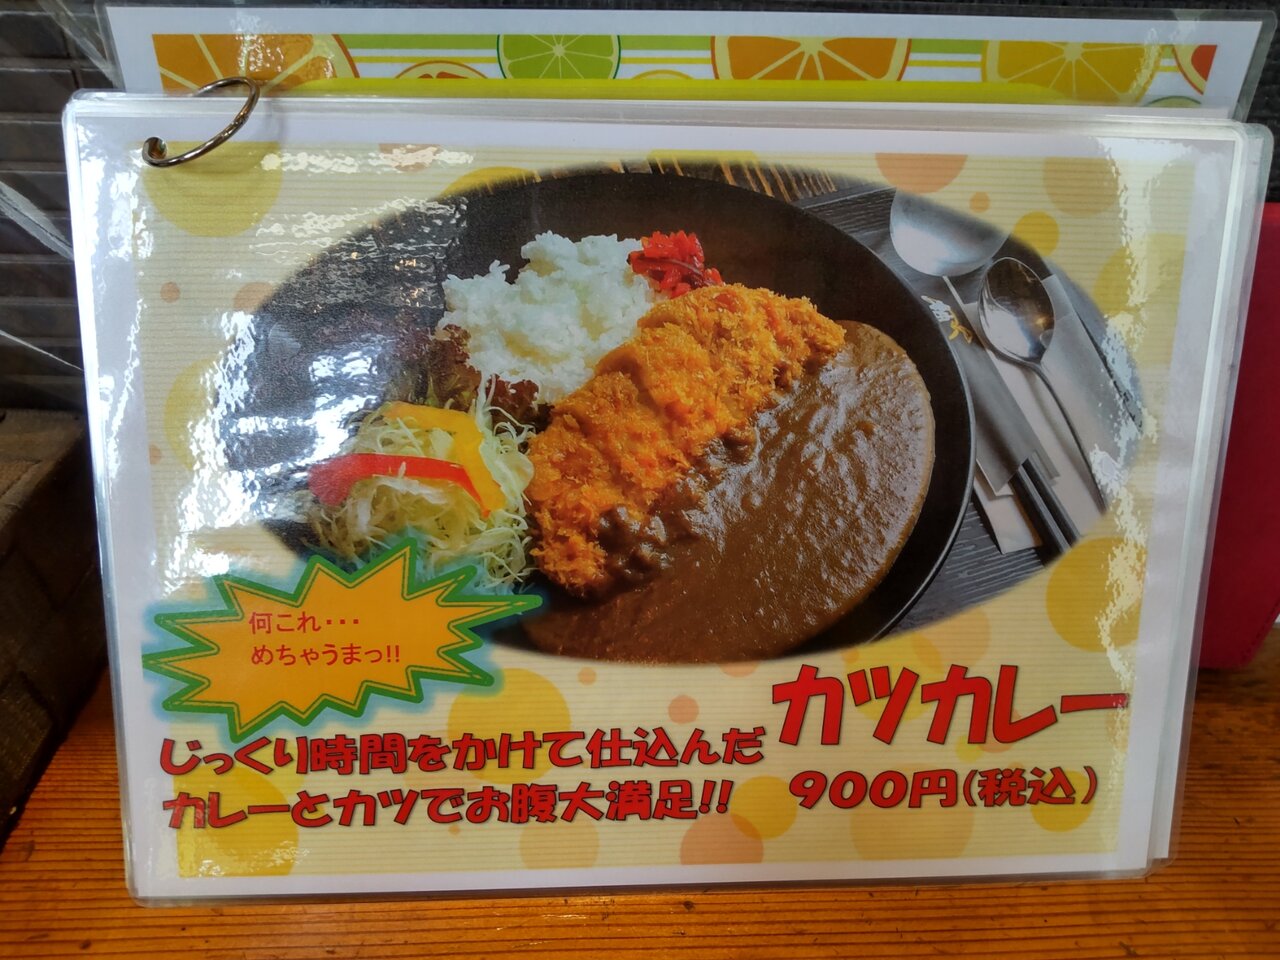 何これ・・・
めちゃうまっ!!
カツカレー
じっくり時間をかけて仕込んだ
カレーとカツでお腹大満足!!
900円(税込)